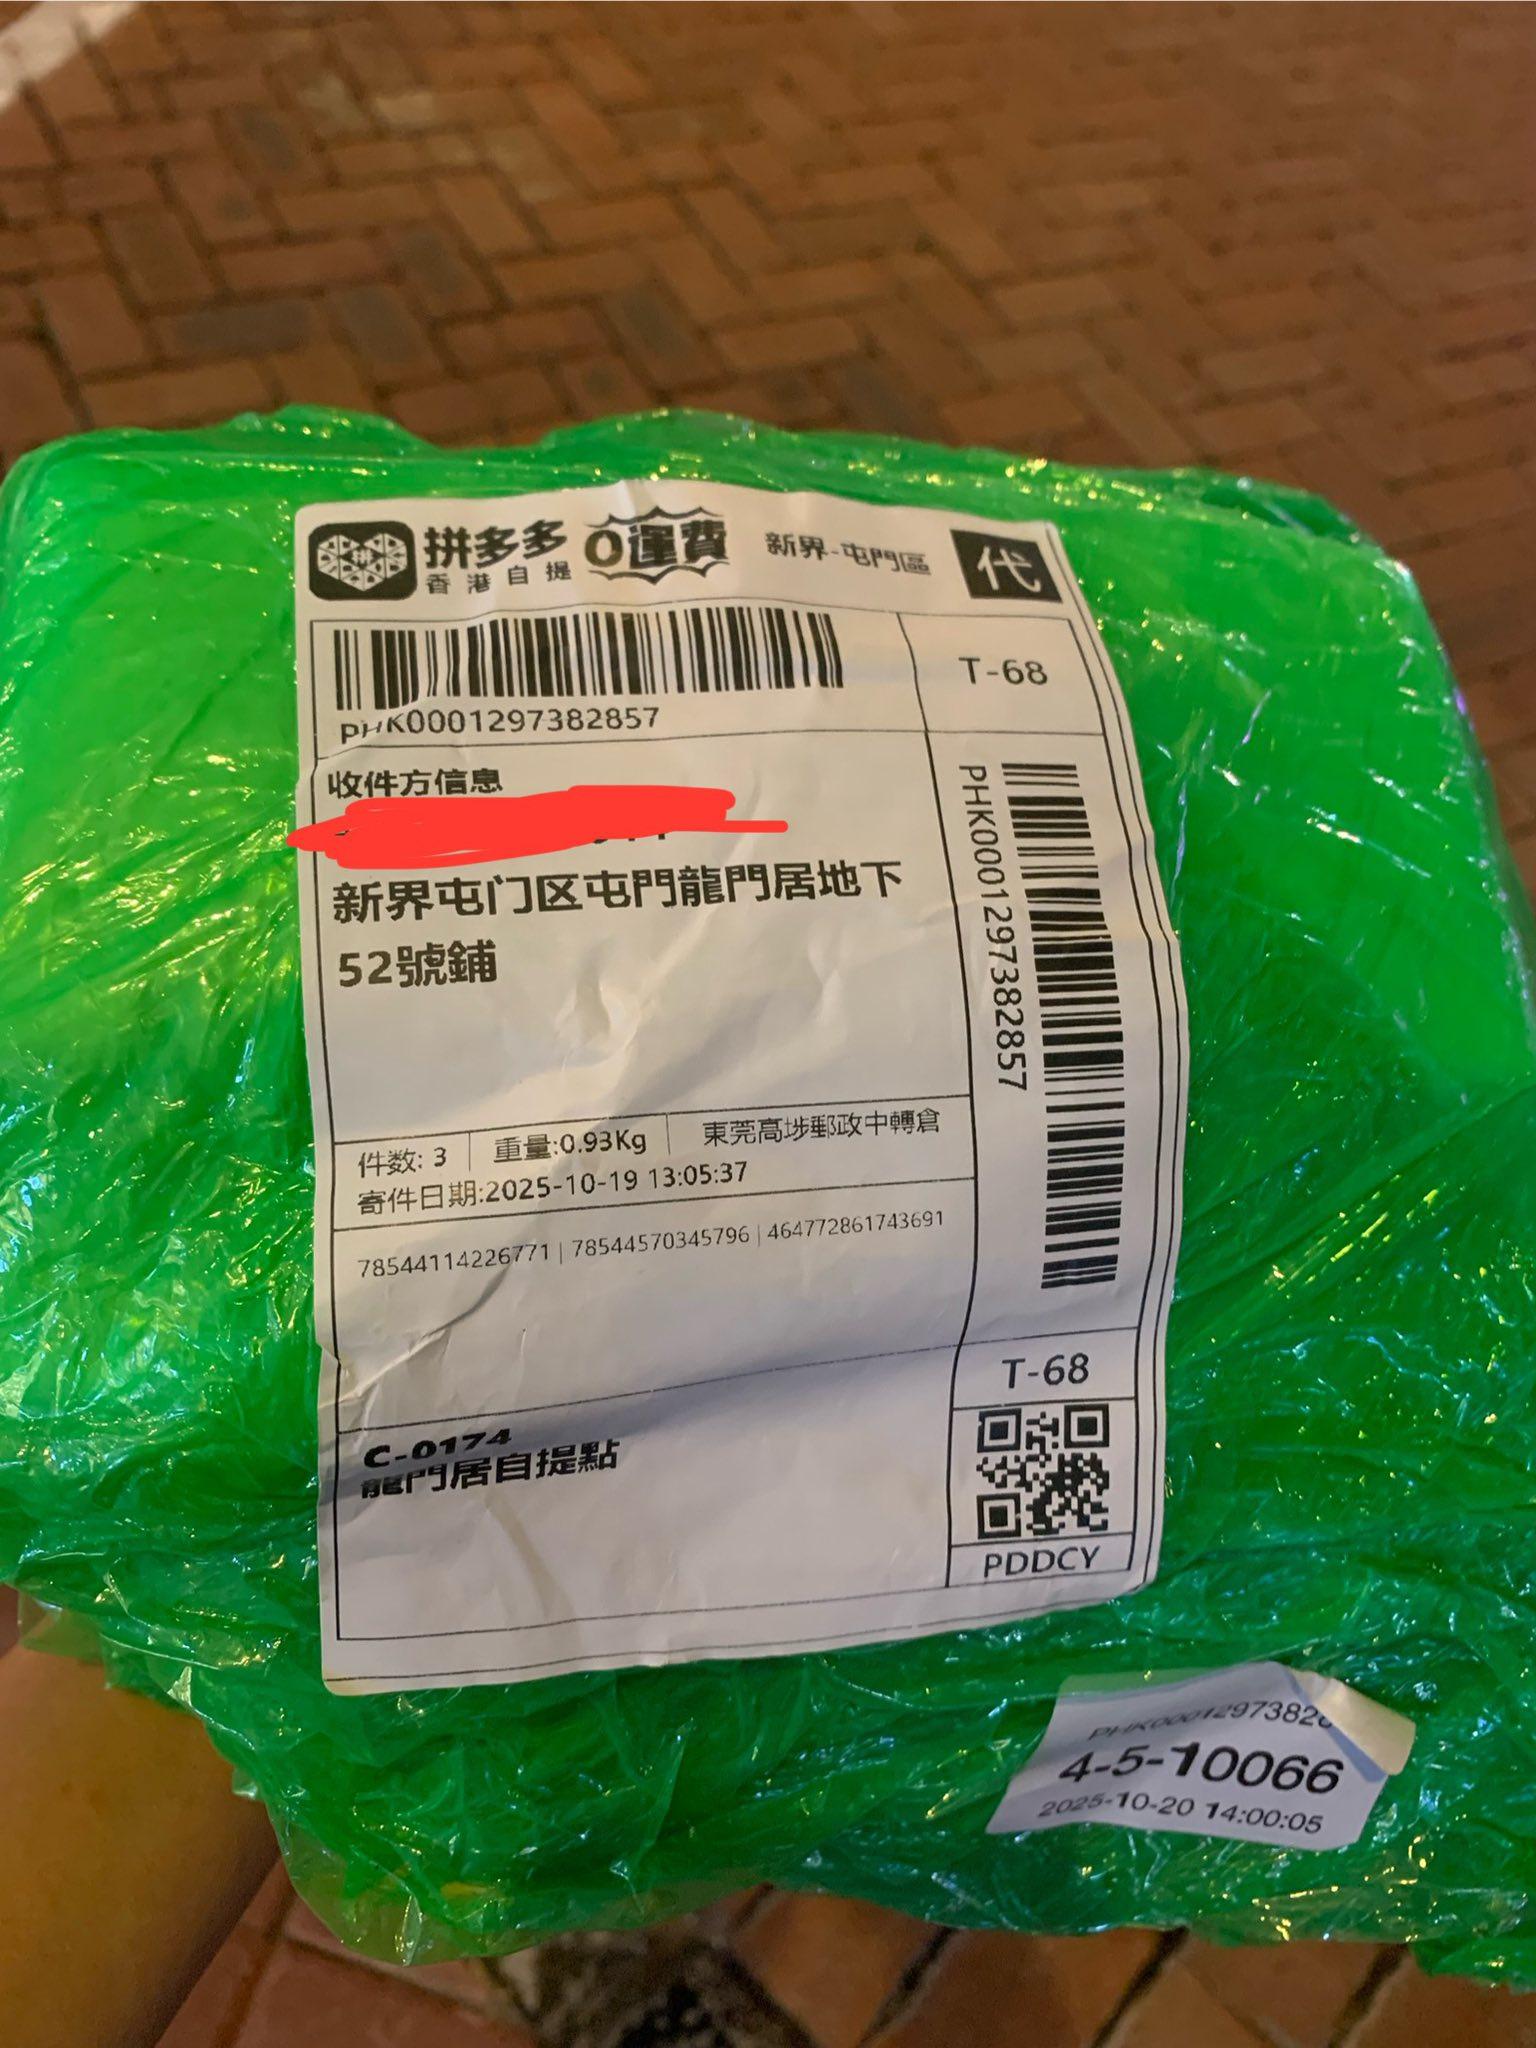 拼多多 0運費 新界-屯門區 代
香港自提
T-68
PHK0001297382857
收件方信息
新界屯门区屯門龍門居地下
52號鋪
PHK0001297382857
件数: 3 重量:0.93Kg 東莞高埗郵政中轉倉
寄件日期:2025-10-19 13:05:37
78544114226771 | 78544570345796 | 464772861743691
T-68
C-0174
龍門居自提點
PDDCY
4-5-10066
2025-10-20 14:00:05